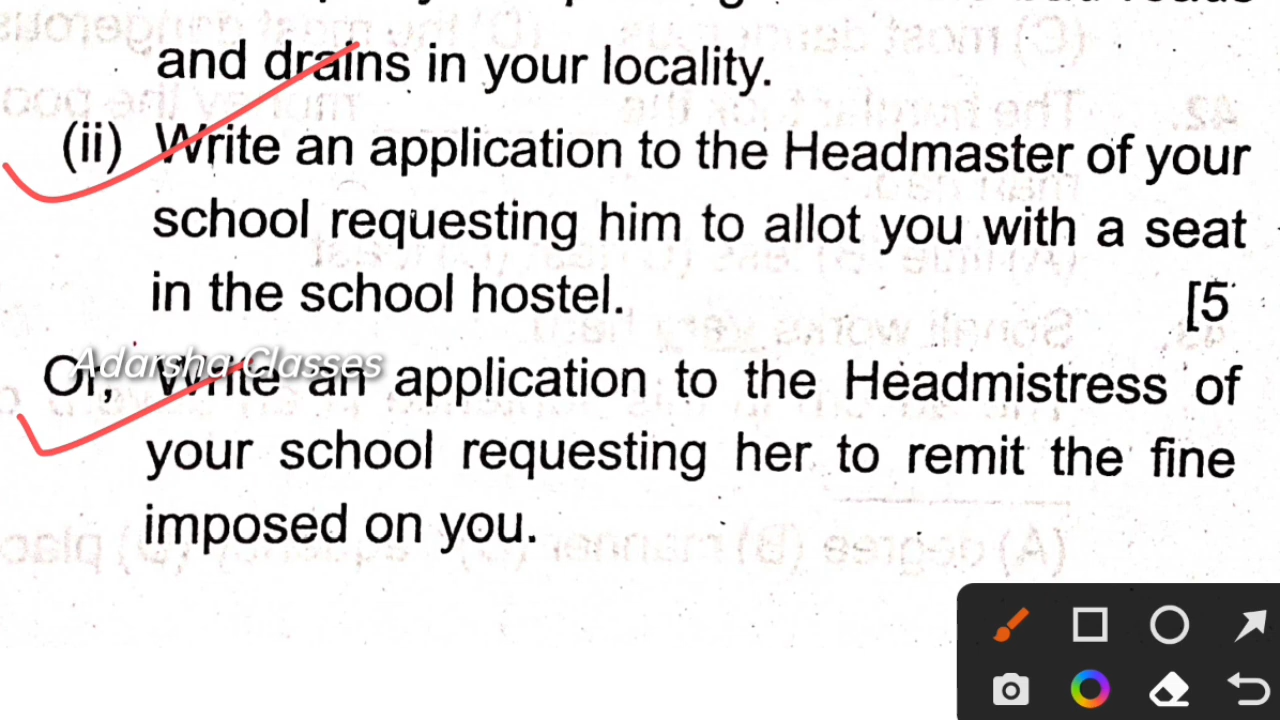 and drains in your locality.
(ii) Write an application to the Headmaster of your
school requesting him to allot you with a seat
in the school hostel. [5
Adarsha Classes
Or, Write an application to the Headmistress of
your school requesting her to remit the fine
imposed on you.